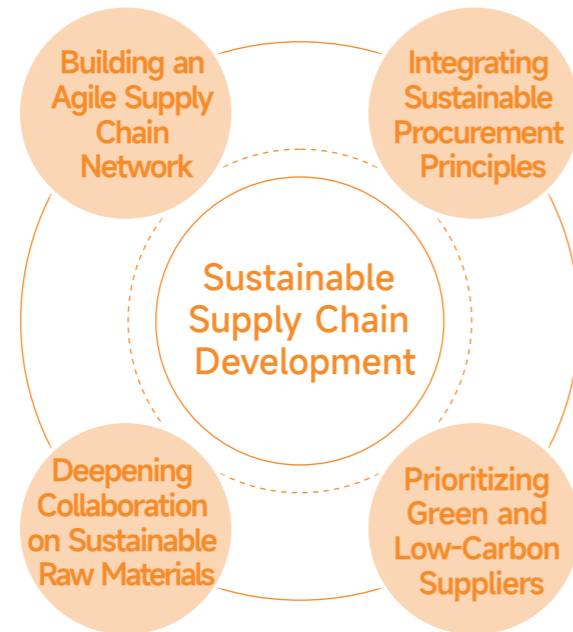 Building an
Agile Supply
Chain
Network
Integrating
Sustainable
Procurement
Principles
Sustainable
Supply Chain
Development
Deepening
Collaboration
on Sustainable
Raw Materials
Prioritizing
Green and
Low-Carbon
Suppliers